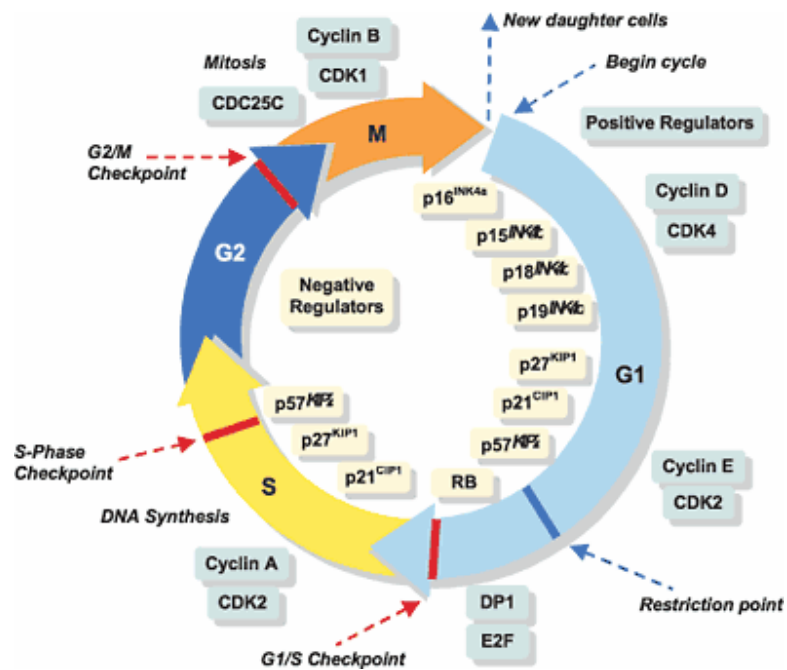 New daughter cells
Cyclin B
CDK1
Mitosis
CDC25C
Begin cycle
Positive Regulators
M
G2/M
Checkpoint
Cyclin D
CDK4
p16INK4a
p15
p18INK4c
p19
G2
Negative
Regulators
p27KIP1
G1
p21CIP1
p57KIP2
RB
p57KIP2
p27KIP1
p21CIP1
S-Phase
Checkpoint
S
Cyclin E
CDK2
DNA Synthesis
Cyclin A
CDK2
DP1
E2F
Restriction point
G1/S Checkpoint